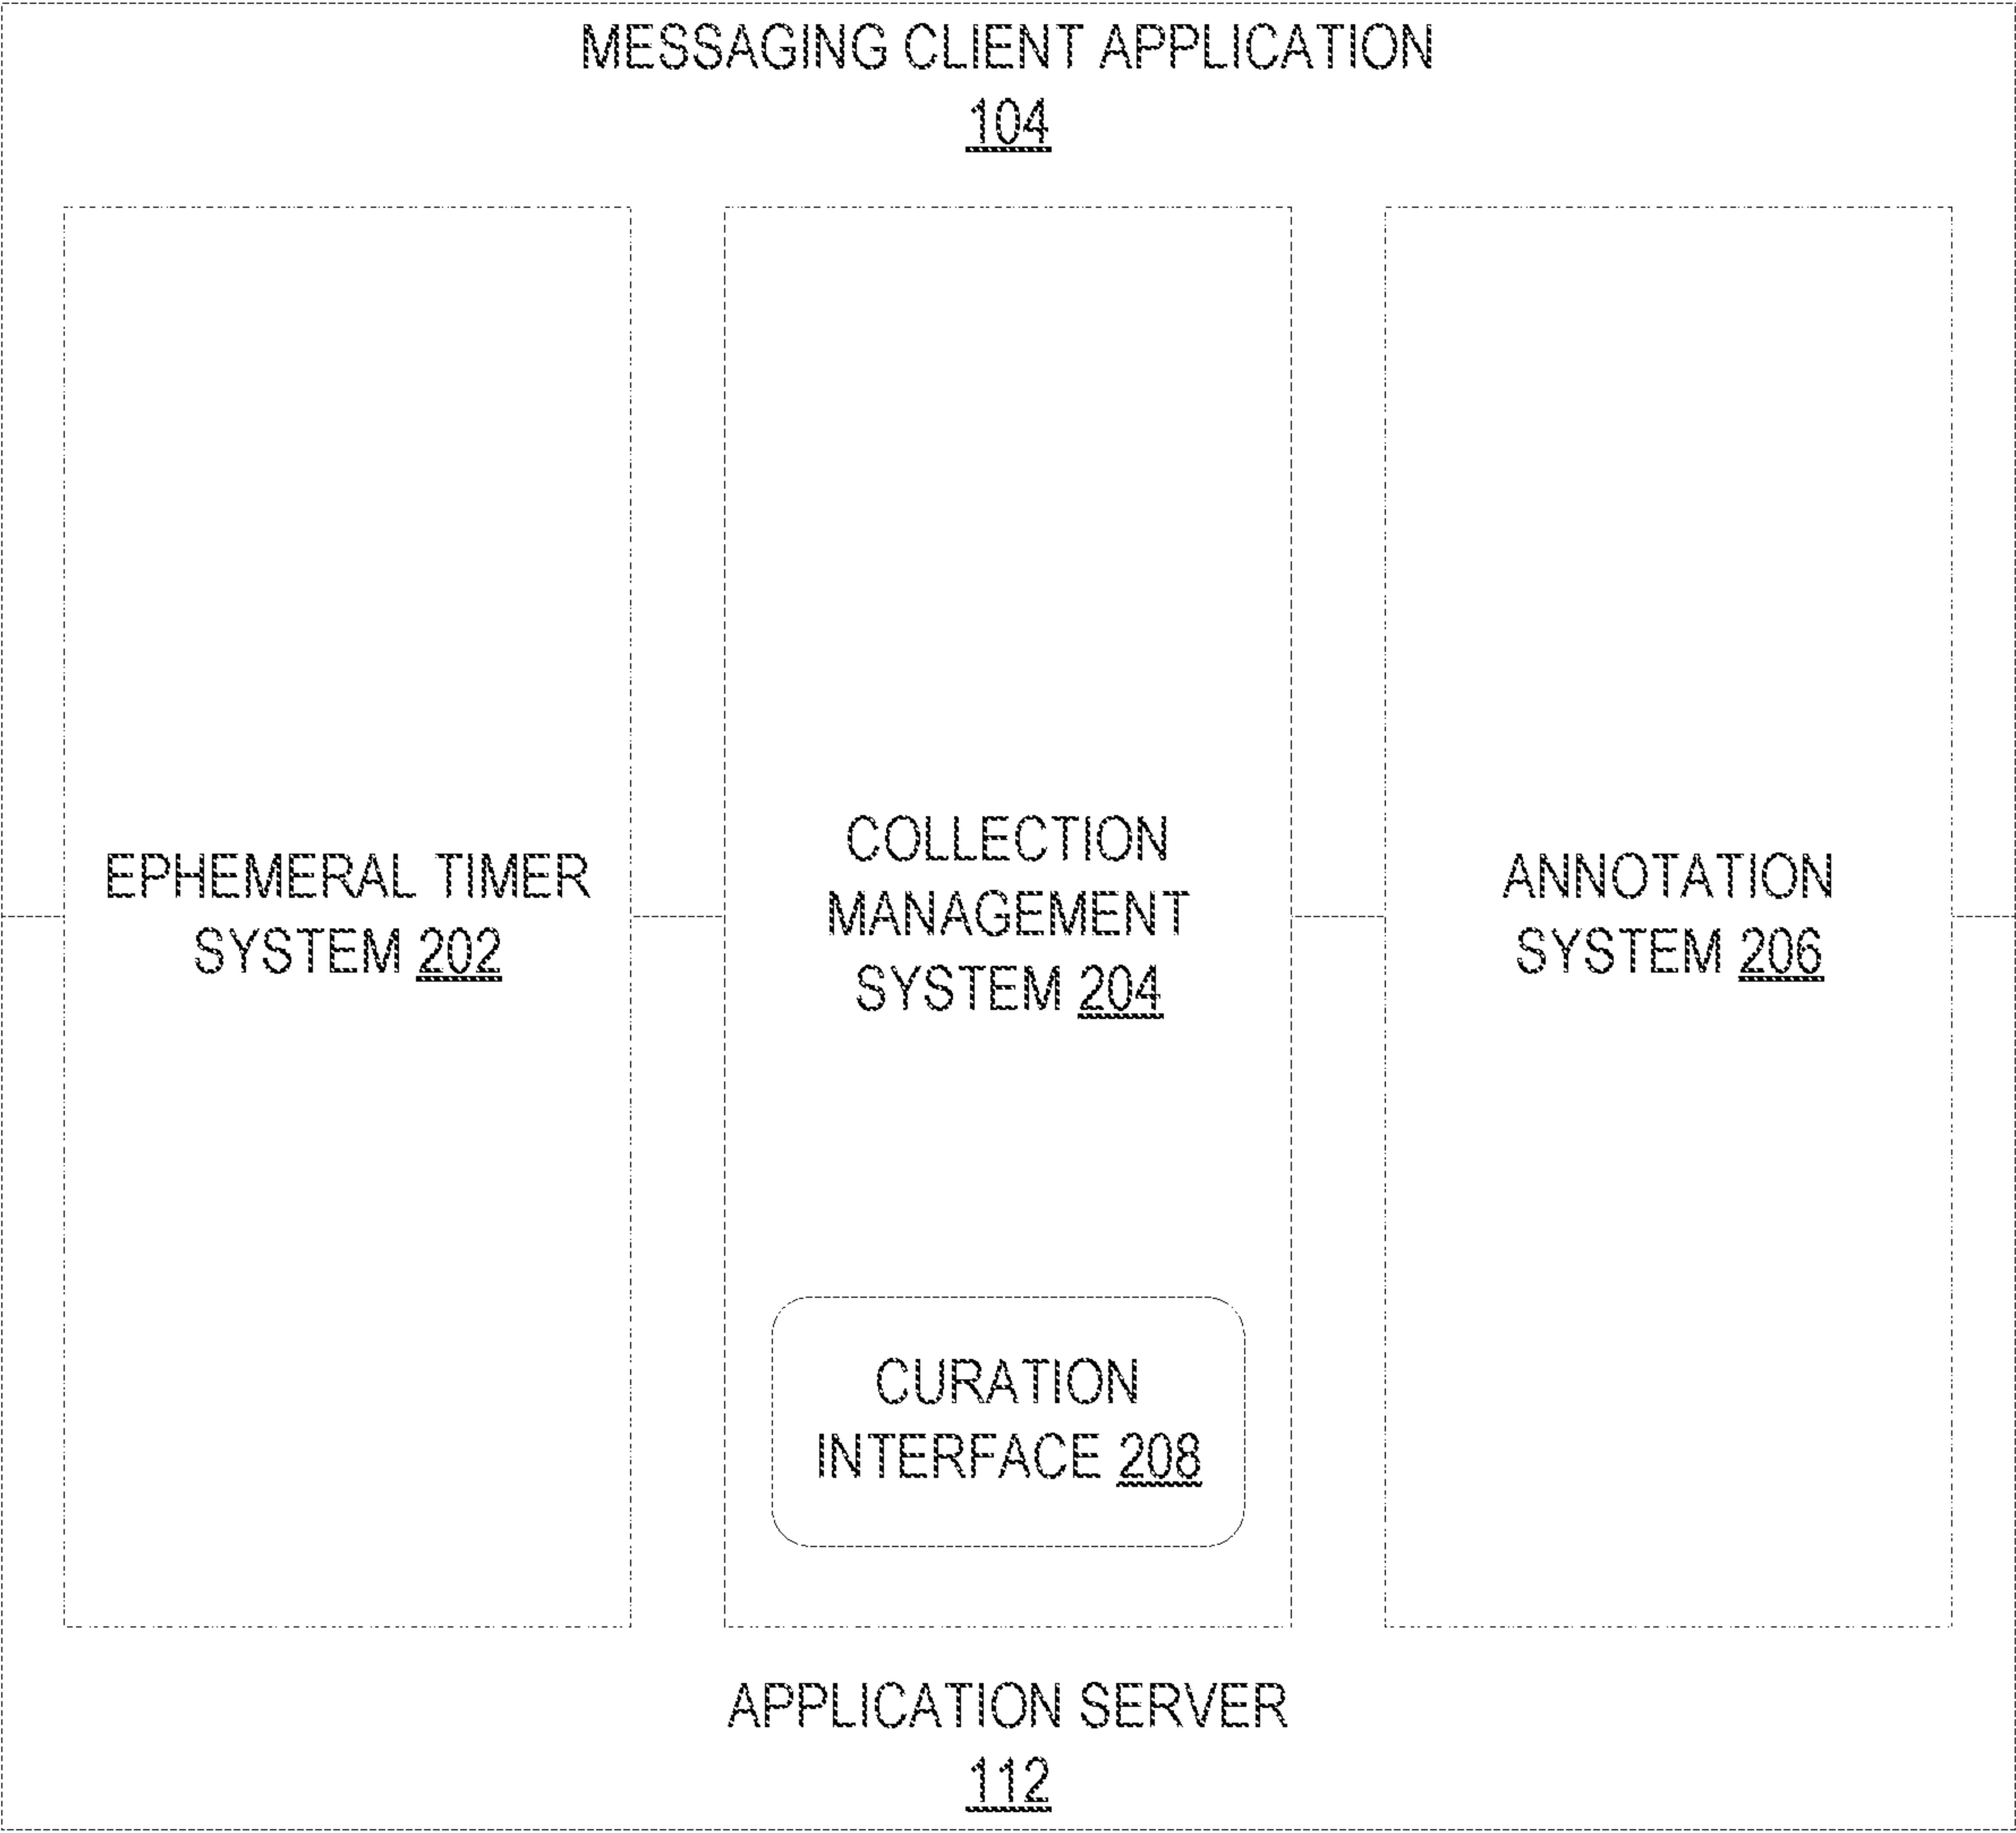 MESSAGING CLIENT APPLICATION
104
EPHEMERAL TIMER
SYSTEM 202
COLLECTION
MANAGEMENT
SYSTEM 204
CURATION
INTERFACE 208
ANNOTATION
SYSTEM 206
APPLICATION SERVER
112